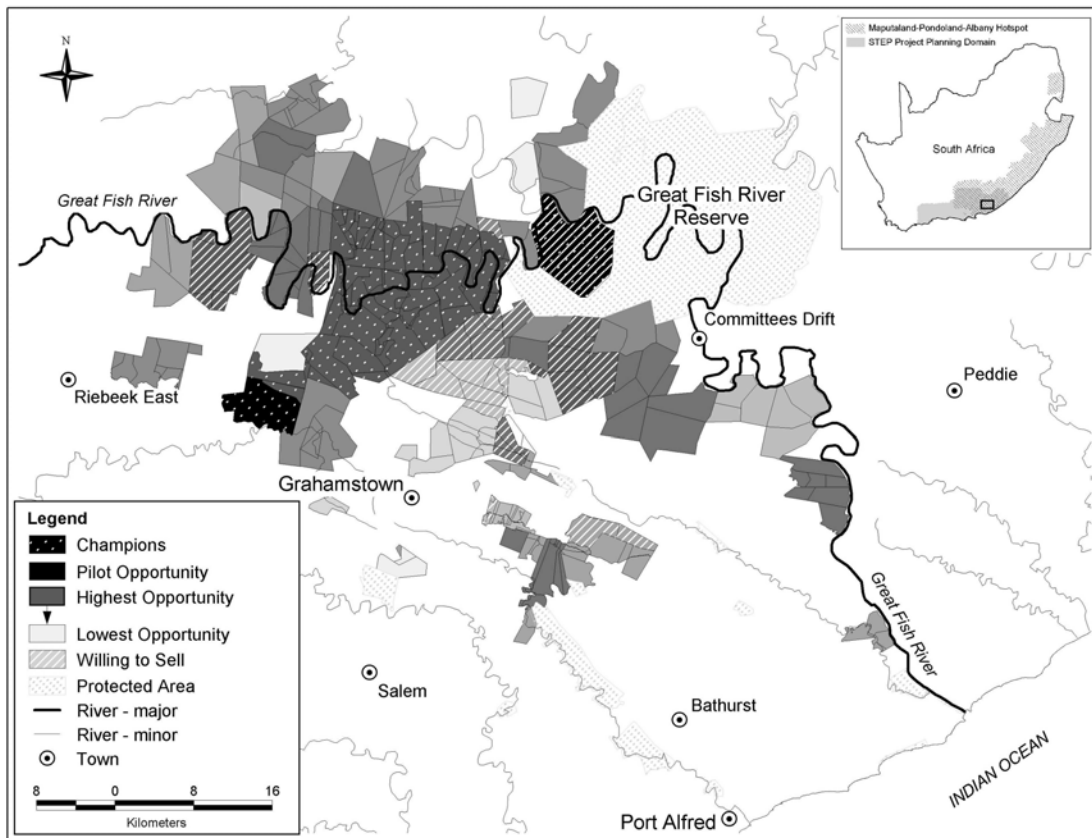 N
Maputaland-Pondoland-Albany Hotspot
STEP Project Planning Domain
South Africa
Great Fish River
Great Fish River
Reserve
Committees Drift
Peddie
Riebeek East
Grahamstown
Great Fish River
Salem
Bathurst
INDIAN OCEAN
Port Alfred
Legend
Champions
Pilot Opportunity
Highest Opportunity
Lowest Opportunity
Willing to Sell
Protected Area
River - major
River - minor
Town
8 0 8 16
Kilometers